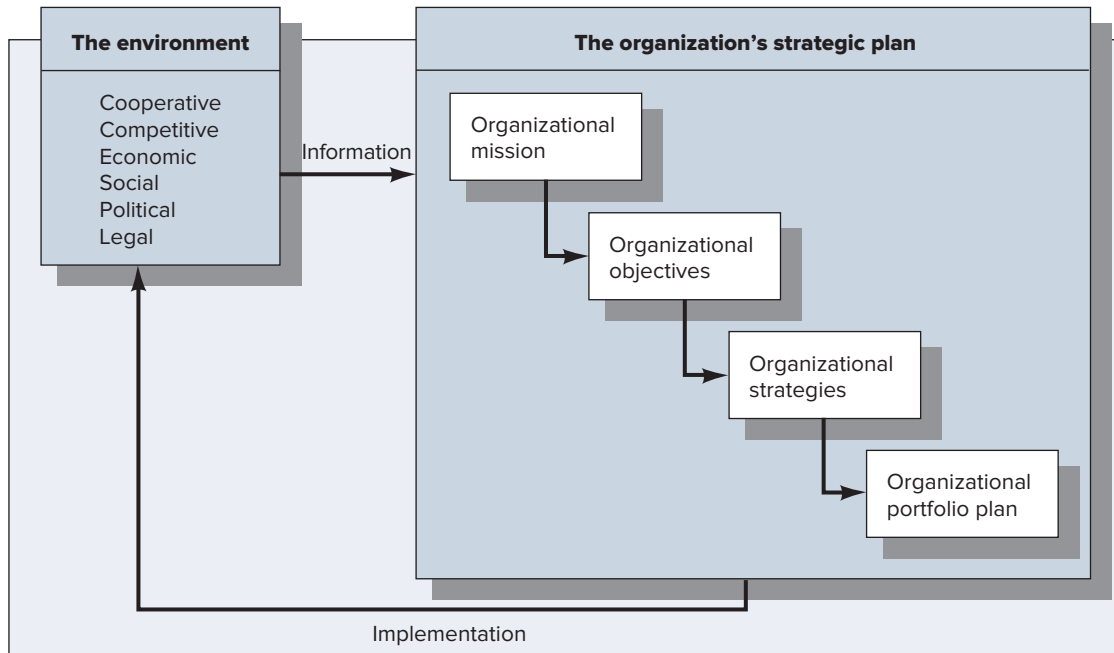 The environment
Cooperative
Competitive
Economic
Social
Political
Legal
Information
The organization’s strategic plan
Organizational
mission
Organizational
objectives
Organizational
strategies
Organizational
portfolio plan
Implementation